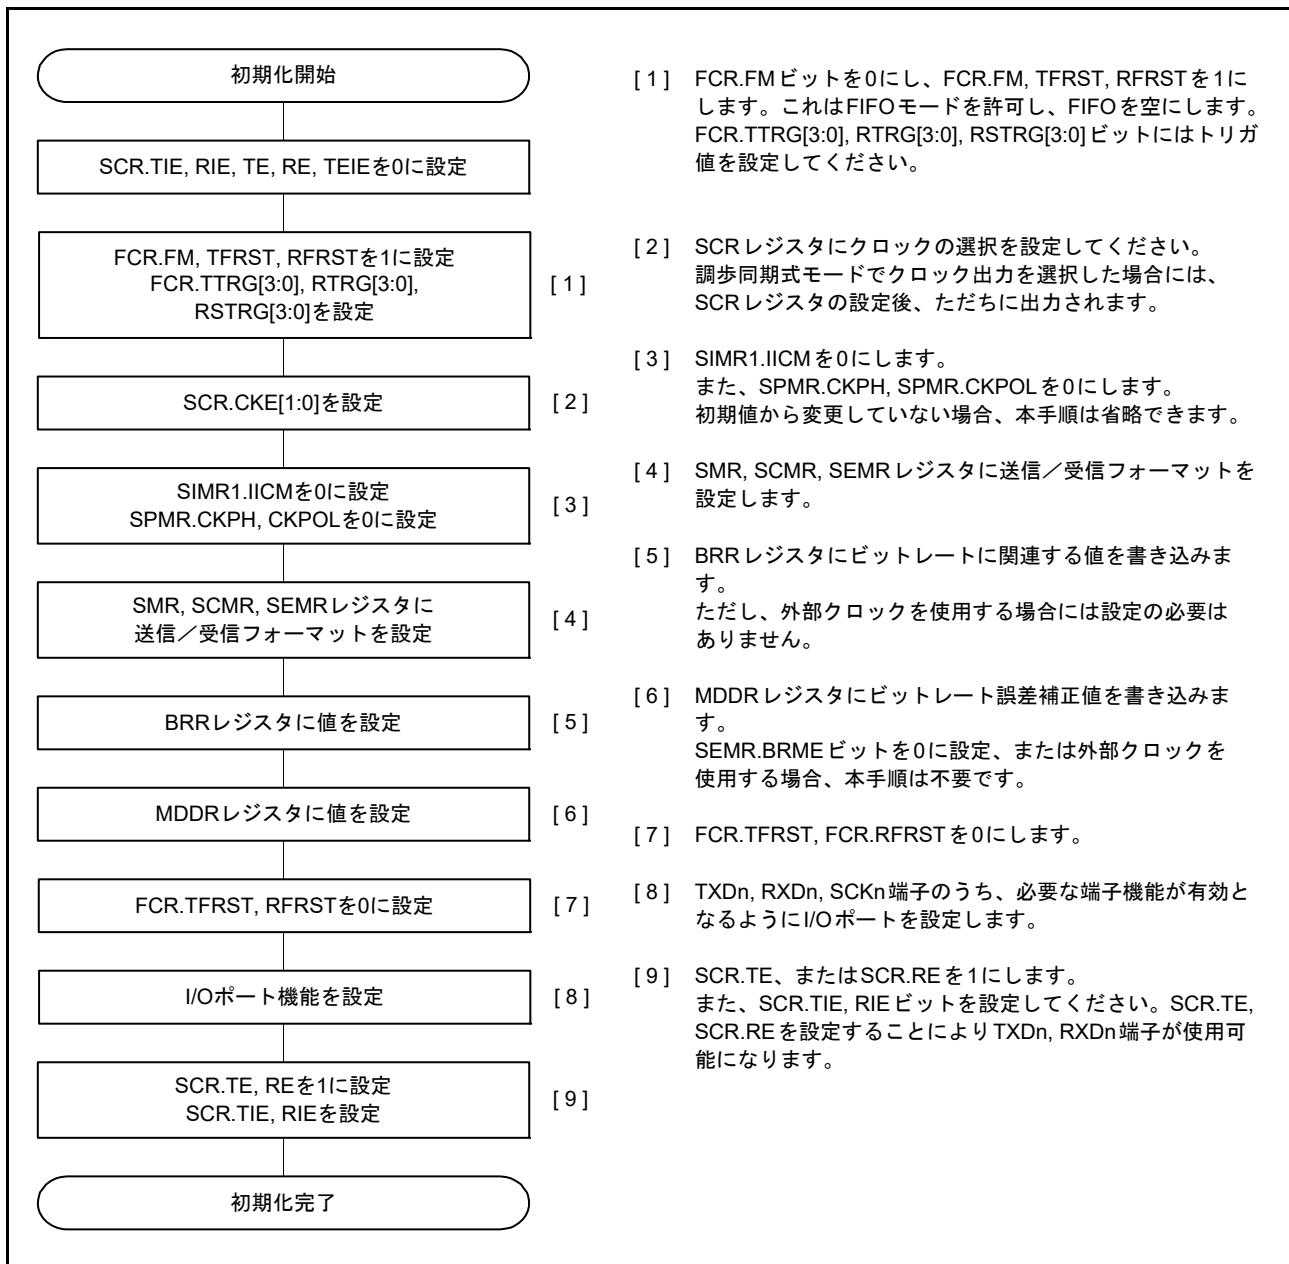 初期化開始
SCR.TIE, RIE, TE, RE, TEIEを0に設定
FCR.FM, TFRST, RFRSTを1に設定
FCR.TTRG[3:0], RTRG[3:0],
RSTRG[3:0]を設定
[ 1 ]
SCR.CKE[1:0]を設定
[ 2 ]
SIMR1.IICMを0に設定
SPMR.CKPH, CKPOLを0に設定
[ 3 ]
SMR, SCMR, SEMRレジスタに
送信／受信フォーマットを設定
[ 4 ]
BRRレジスタに値を設定
[ 5 ]
MDDRレジスタに値を設定
[ 6 ]
FCR.TFRST, RFRSTを0に設定
[ 7 ]
I/Oポート機能を設定
[ 8 ]
SCR.TE, REを1に設定
SCR.TIE, RIEを設定
[ 9 ]
初期化完了
[ 1 ] FCR.FMビットを0にし、FCR.FM, TFRST, RFRSTを1に
します。これはFIFOモードを許可し、FIFOを空にします。
FCR.TTRG[3:0], RTRG[3:0], RSTRG[3:0]ビットにはトリガ
値を設定してください。
[ 2 ] SCRレジスタにクロックの選択を設定してください。
調歩同期式モードでクロック出力を選択した場合には、
SCRレジスタの設定後、ただちに出力されます。
[ 3 ] SIMR1.IICMを0にします。
また、SPMR.CKPH, SPMR.CKPOLを0にします。
初期値から変更していない場合、本手順は省略できます。
[ 4 ] SMR, SCMR, SEMRレジスタに送信／受信フォーマットを
設定します。
[ 5 ] BRRレジスタにビットレートに関連する値を書き込みま
す。
ただし、外部クロックを使用する場合には設定の必要は
ありません。
[ 6 ] MDDRレジスタにビットレート誤差補正値を書き込みま
す。
SEMR.BRMEビットを0に設定、または外部クロックを
使用する場合、本手順は不要です。
[ 7 ] FCR.TFRST, FCR.RFRSTを0にします。
[ 8 ] TXDn, RXDn, SCKn端子のうち、必要な端子機能が有効と
なるようにI/Oポートを設定します。
[ 9 ] SCR.TE、またはSCR.REを1にします。
また、SCR.TIE, RIEビットを設定してください。SCR.TE,
SCR.REを設定することによりTXDn, RXDn端子が使用可
能になります。